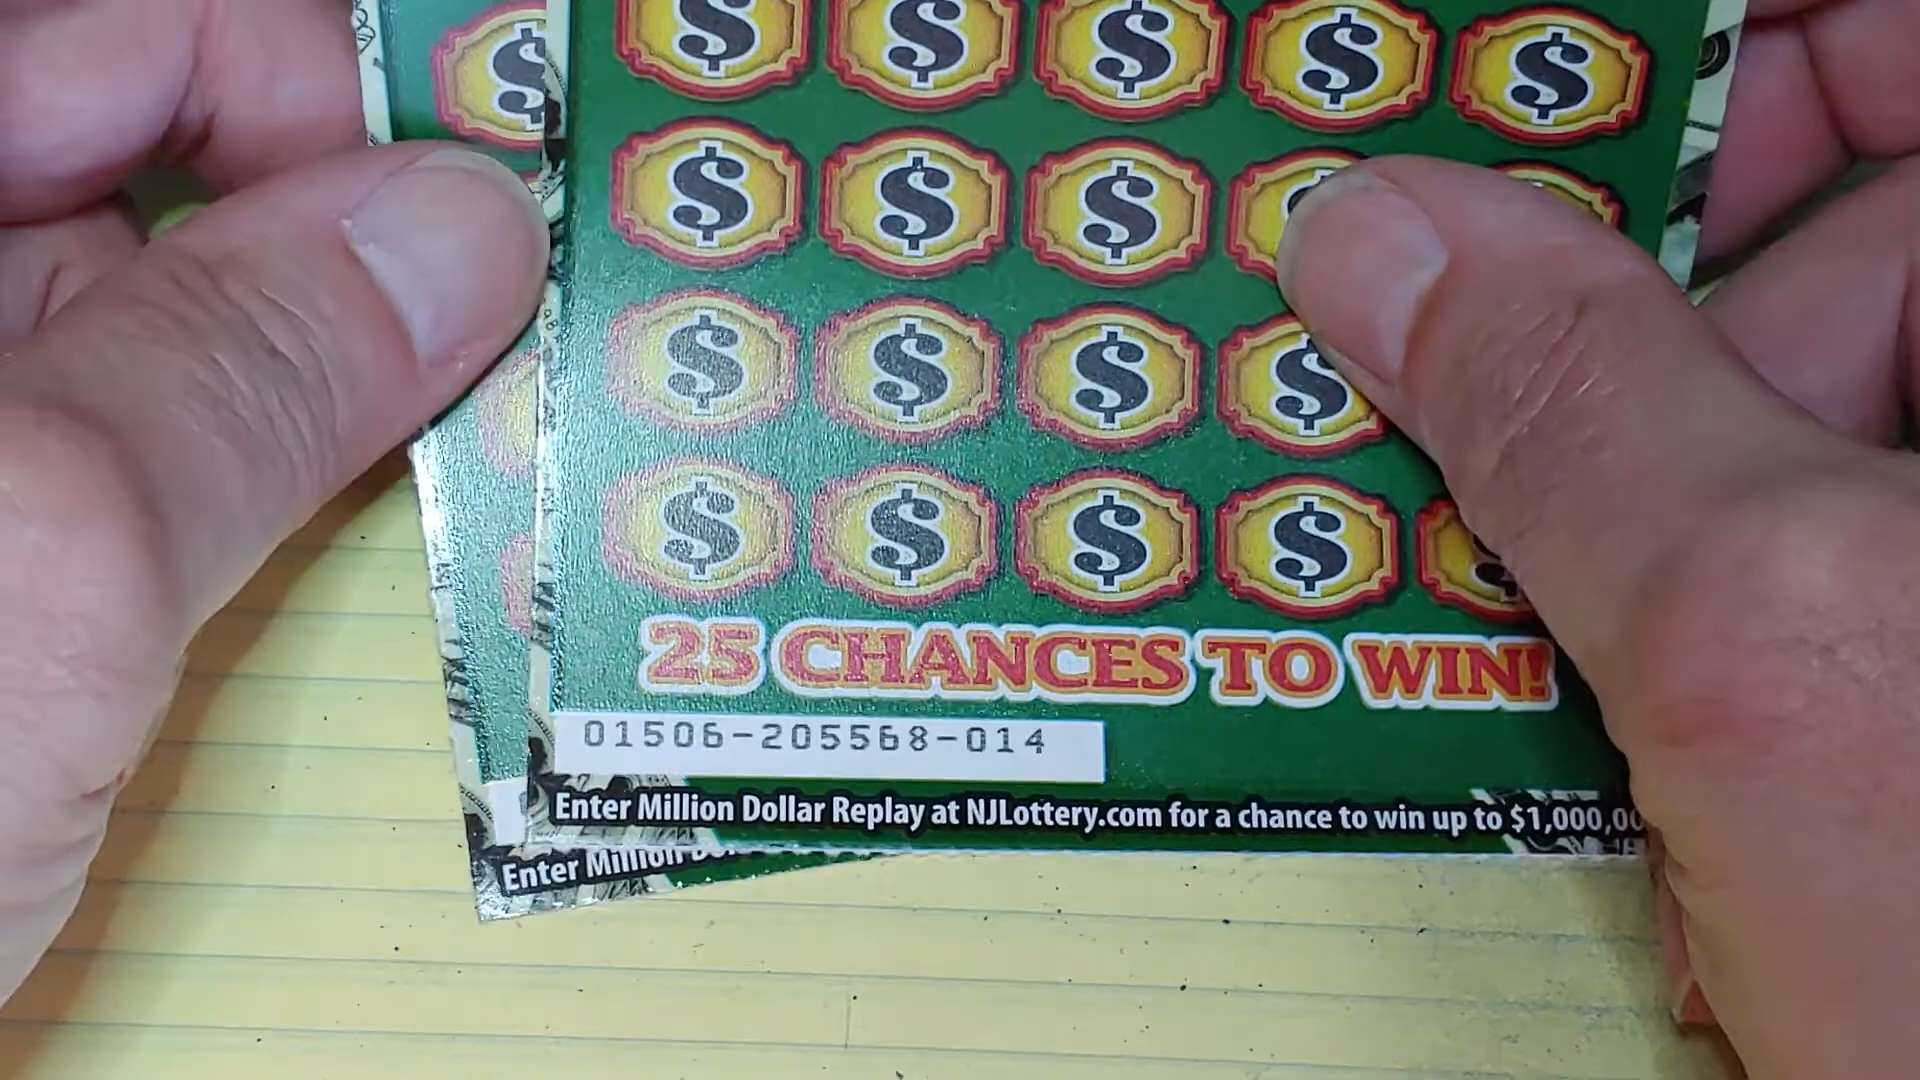 $ $ $ $ $ $
$ $ $ $
$ $ $ $
$ $ $ $
25 CHANCES TO WIN!
01506-205568-014
Enter Million Dollar Replay at NJLottery.com for a chance to win up to $1,000,00
Enter Million